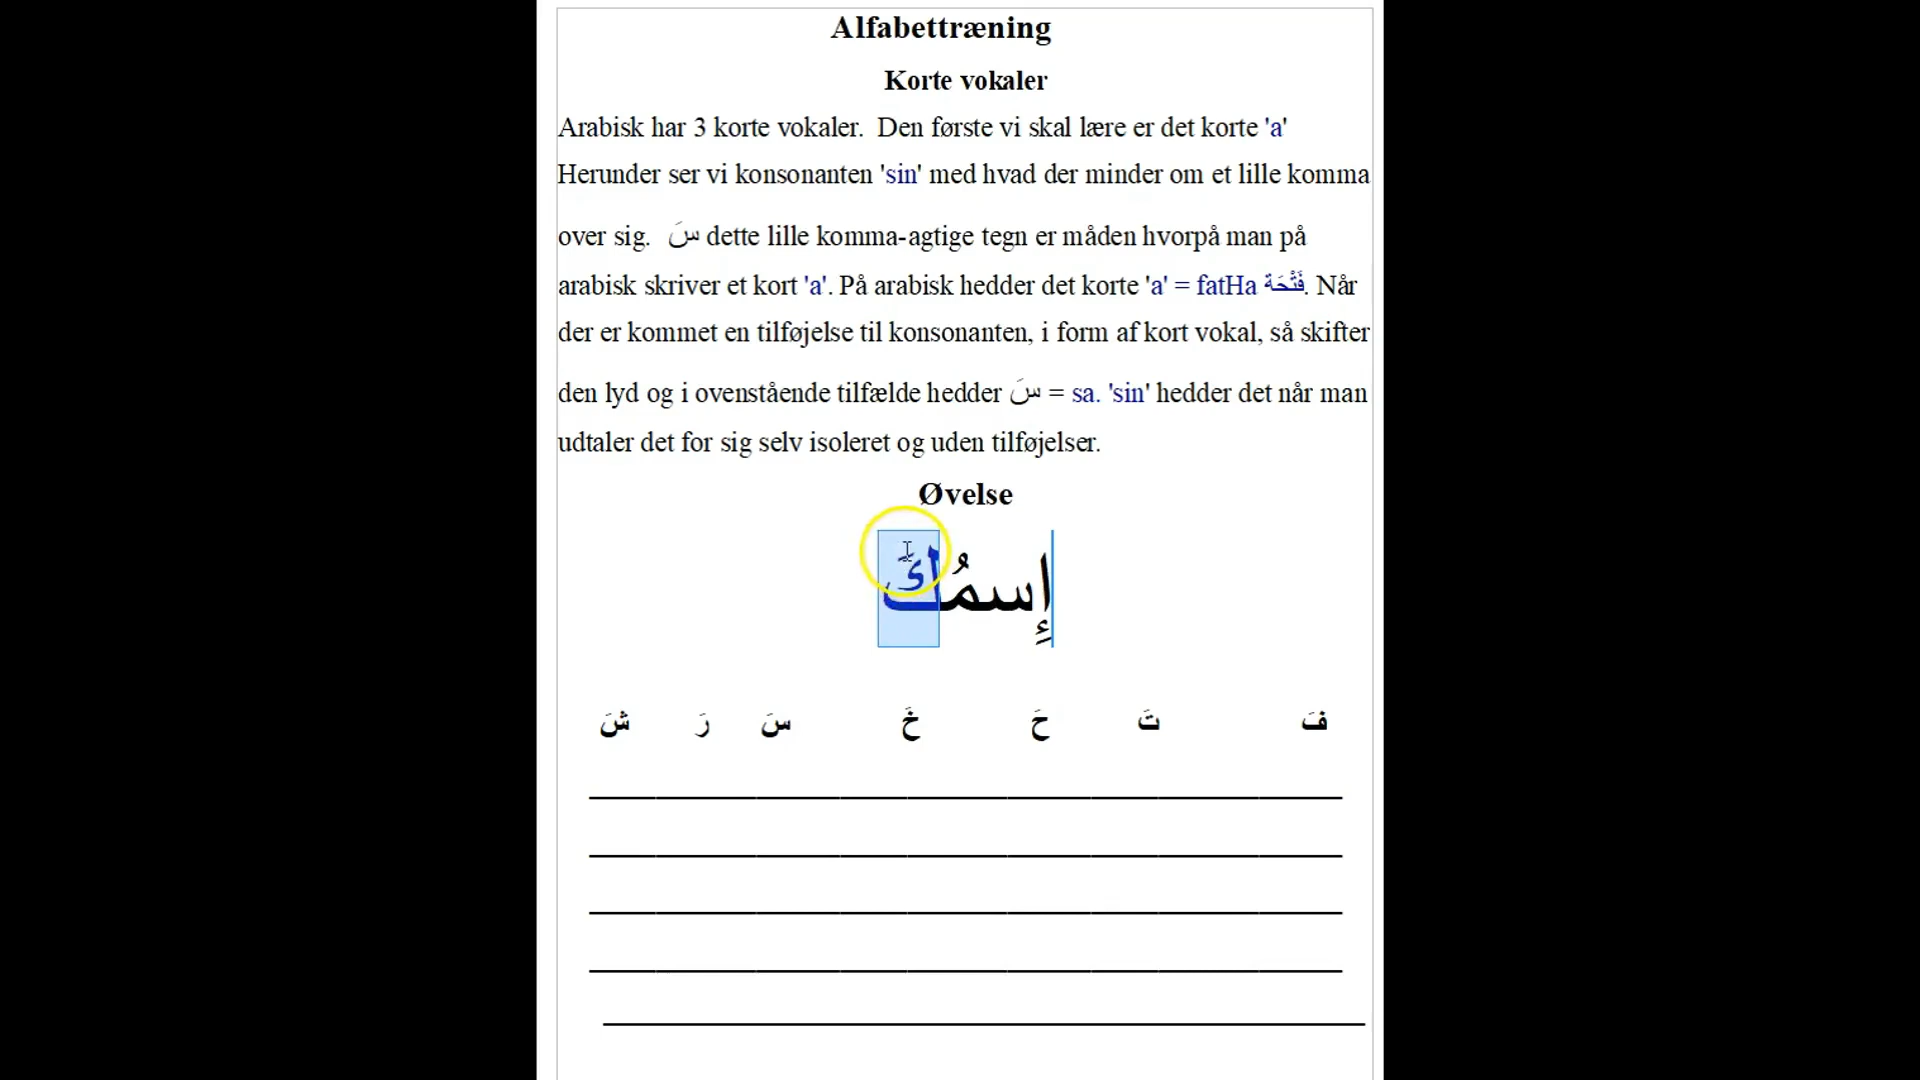 Alfabettræning
Korte vokaler
Arabisk har 3 korte vokaler.  Den første vi skal lære er det korte 'a'
Herunder ser vi konsonanten 'sin' med hvad der minder om et lille komma
over sig.  سَ dette lille komma-agtige tegn er måden hvorpå man på
arabisk skriver et kort 'a'. På arabisk hedder det korte 'a' = fatHa فَتْحَة. Når
der er kommet en tilføjelse til konsonanten, i form af kort vokal, så skifter
den lyd og i ovenstående tilfælde hedder سَ = sa. 'sin' hedder det når man
udtaler det for sig selv isoleret og uden tilføjelser.
Øvelse
إِسمُكَ
فَ تَ حَ خَ سَ رَ شَ